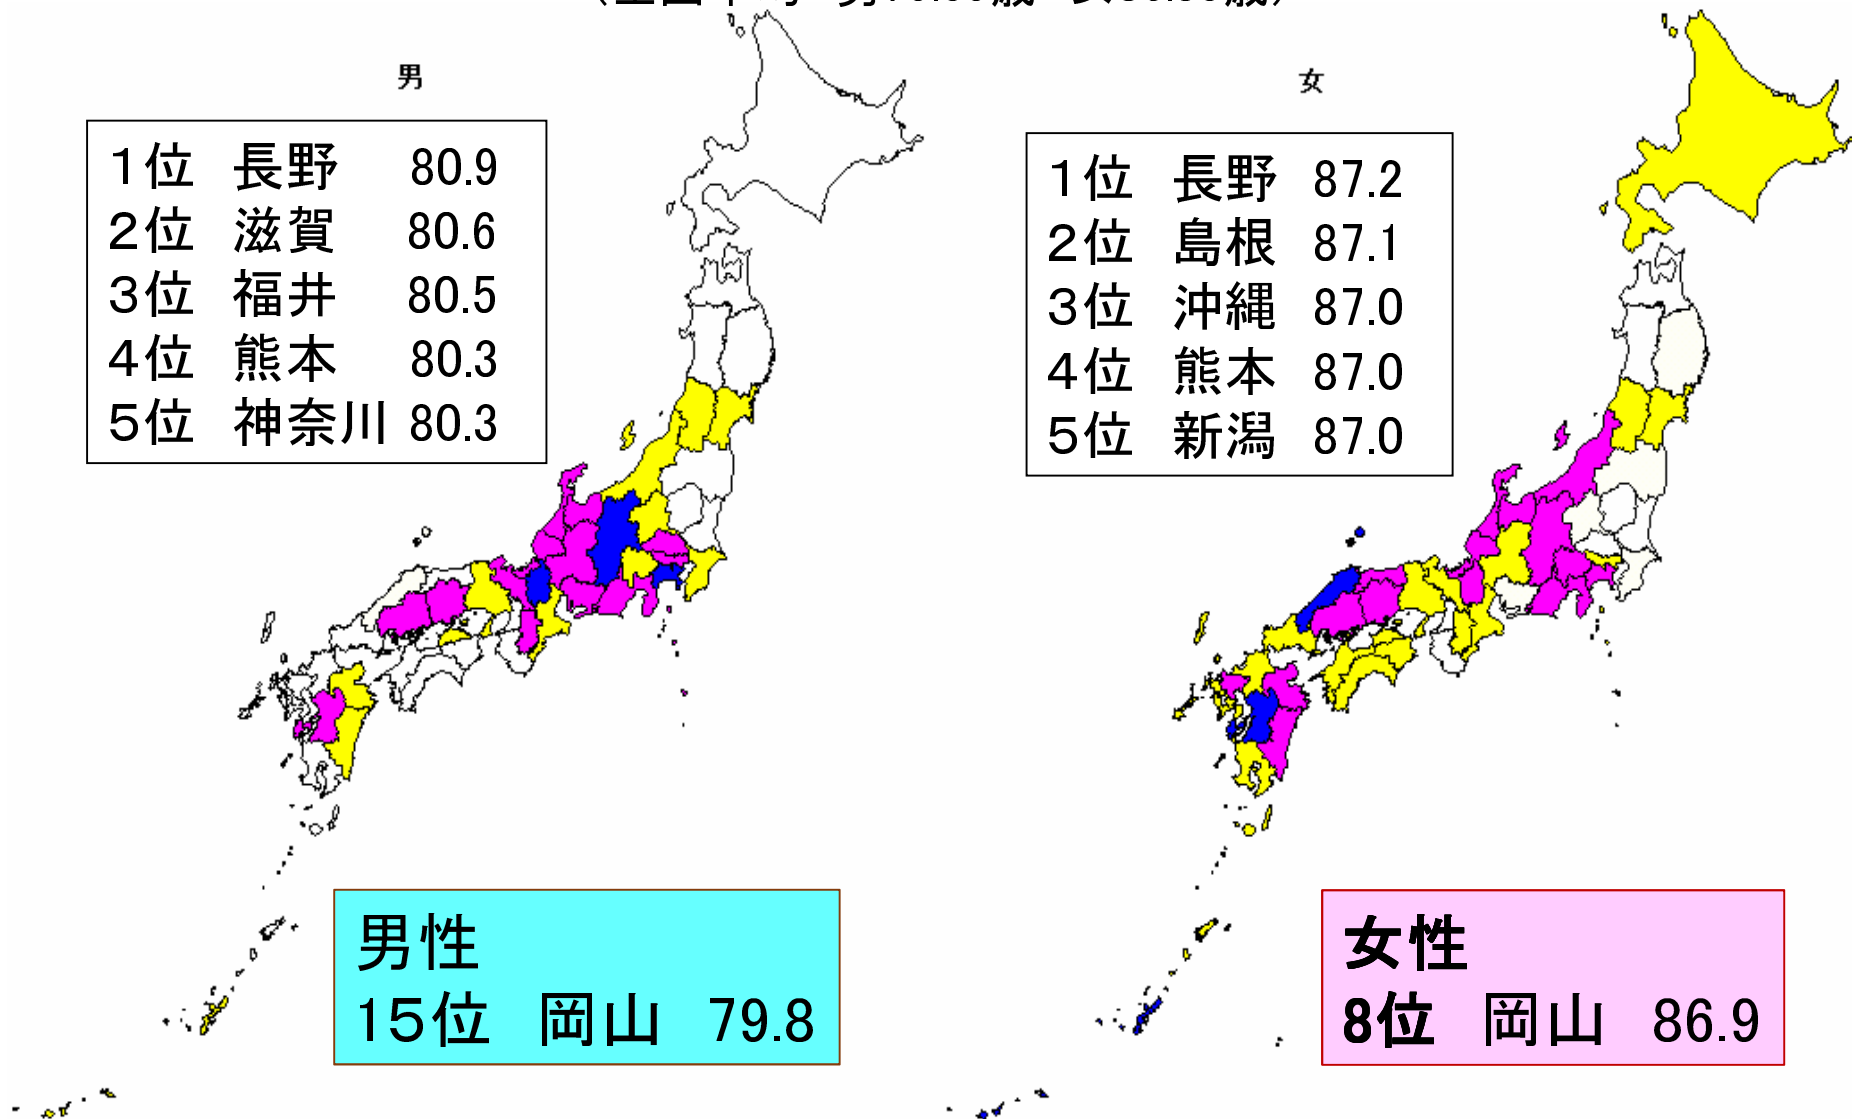 男
1位 長野 80.9
2位 滋賀 80.6
3位 福井 80.5
4位 熊本 80.3
5位 神奈川 80.3
女
1位 長野 87.2
2位 島根 87.1
3位 沖縄 87.0
4位 熊本 87.0
5位 新潟 87.0
男性
15位 岡山 79.8
女性
8位 岡山 86.9